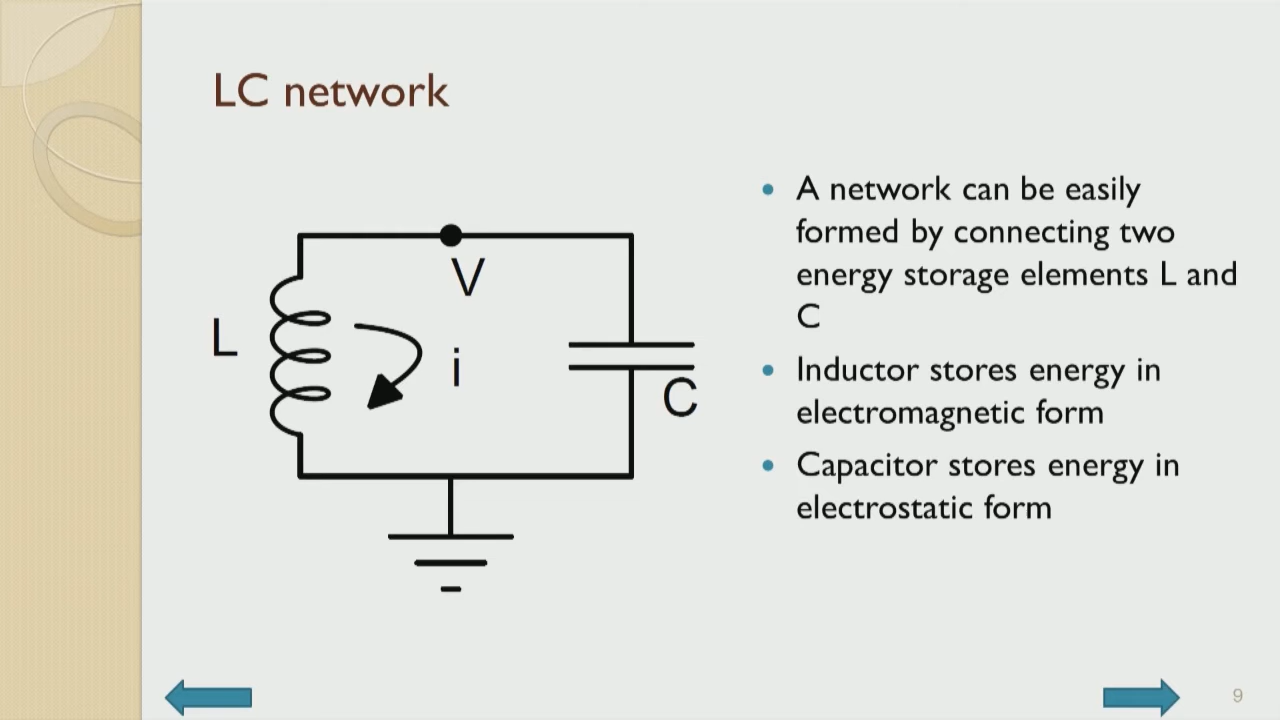 LC network
V
L
i
C
• A network can be easily
formed by connecting two
energy storage elements L and
C
• Inductor stores energy in
electromagnetic form
• Capacitor stores energy in
electrostatic form
9